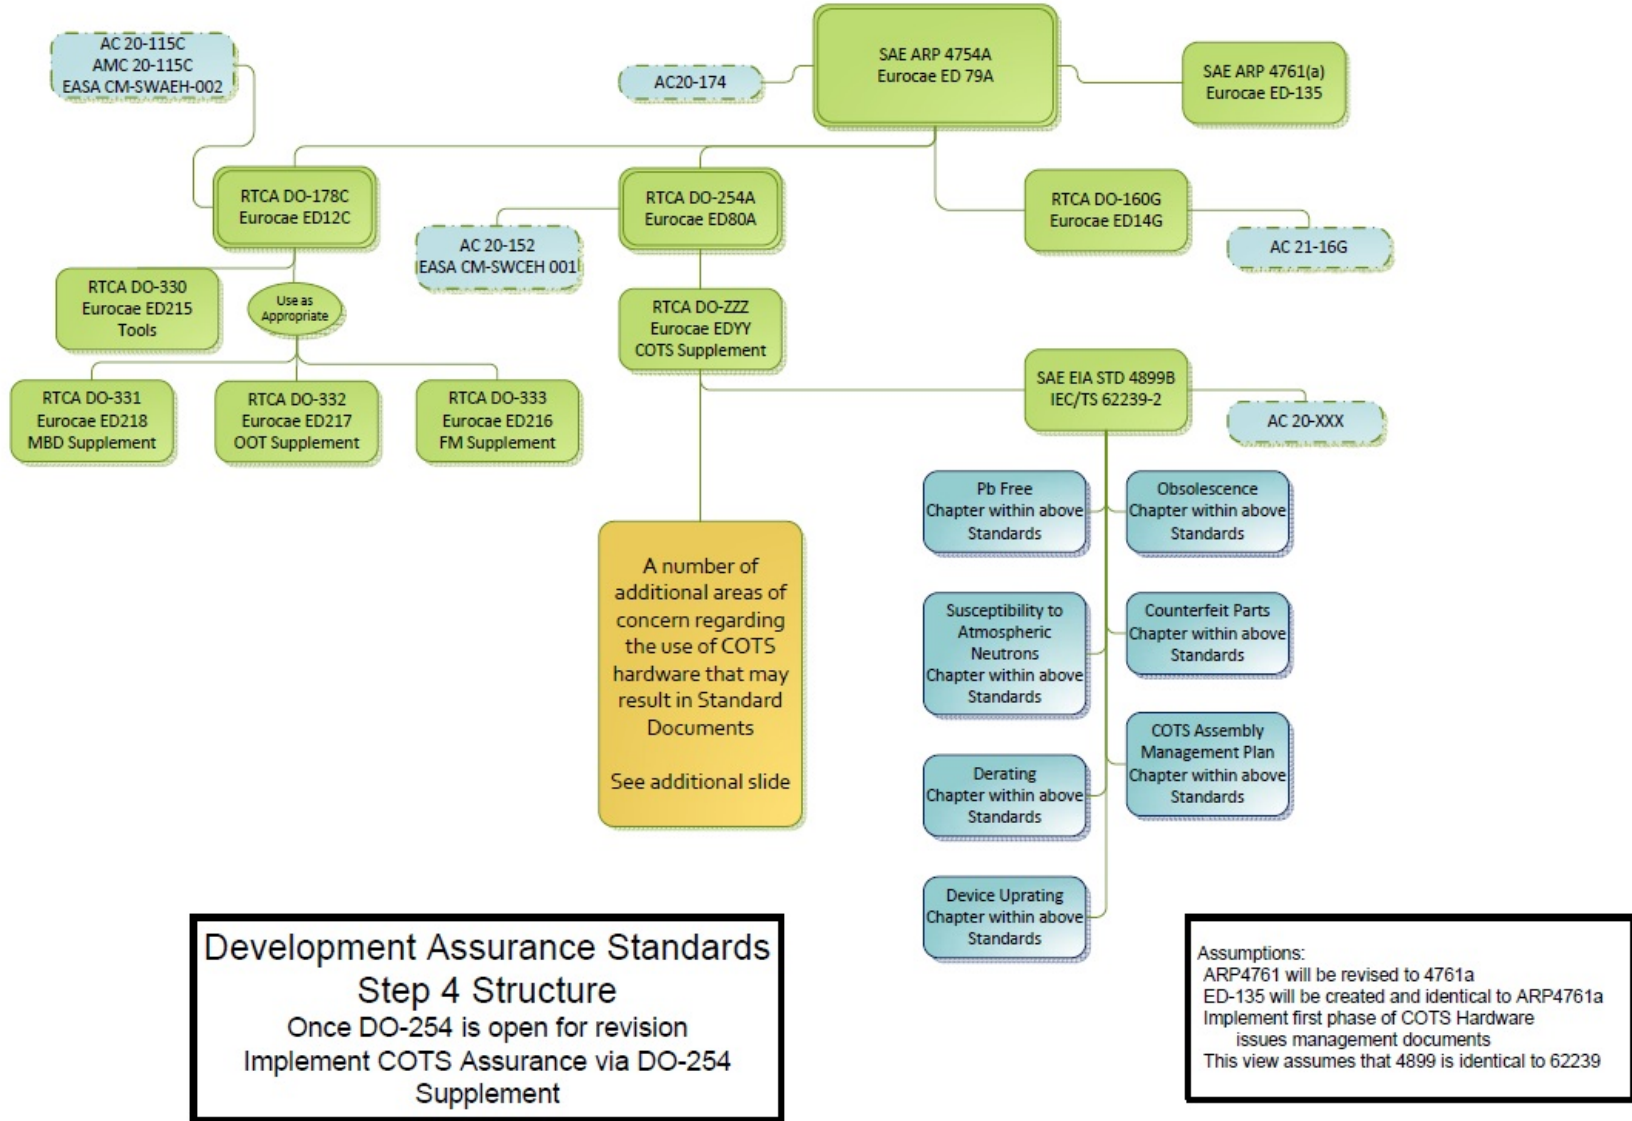 AC 20-115C
AMC 20-115C
EASA CM-SWAEH-002
AC20-174
SAE ARP 4754A
Eurocae ED 79A
SAE ARP 4761(a)
Eurocae ED-135
RTCA DO-178C
Eurocae ED12C
RTCA DO-254A
Eurocae ED80A
RTCA DO-160G
Eurocae ED14G
AC 20-152
EASA CM-SWCEH 001
AC 21-16G
RTCA DO-330
Eurocae ED215
Tools
Use as
Appropriate
RTCA DO-ZZZ
Eurocae EDYY
COTS Supplement
RTCA DO-331
Eurocae ED218
MBD Supplement
RTCA DO-332
Eurocae ED217
OOT Supplement
RTCA DO-333
Eurocae ED216
FM Supplement
SAE EIA STD 4899B
IEC/TS 62239-2
AC 20-XXX
Pb Free
Chapter within above
Standards
Obsolescence
Chapter within above
Standards
A number of
additional areas of
concern regarding
the use of COTS
hardware that may
result in Standard
Documents
See additional slide
Susceptibility to
Atmospheric
Neutrons
Chapter within above
Standards
Counterfeit Parts
Chapter within above
Standards
COTS Assembly
Management Plan
Chapter within above
Standards
Derating
Chapter within above
Standards
Device Uprating
Chapter within above
Standards
Development Assurance Standards
Step 4 Structure
Once DO-254 is open for revision
Implement COTS Assurance via DO-254
Supplement
Assumptions:
ARP4761 will be revised to 4761a
ED-135 will be created and identical to ARP4761a
Implement first phase of COTS Hardware
issues management documents
This view assumes that 4899 is identical to 62239